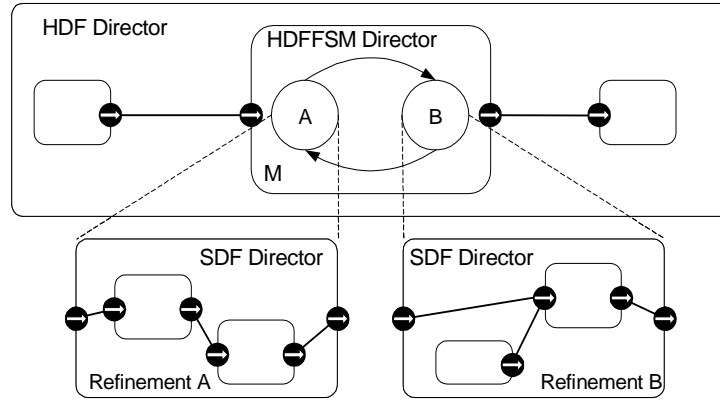 HDF Director
HDFFSM Director
A
B
M
SDF Director
SDF Director
Refinement A
Refinement B